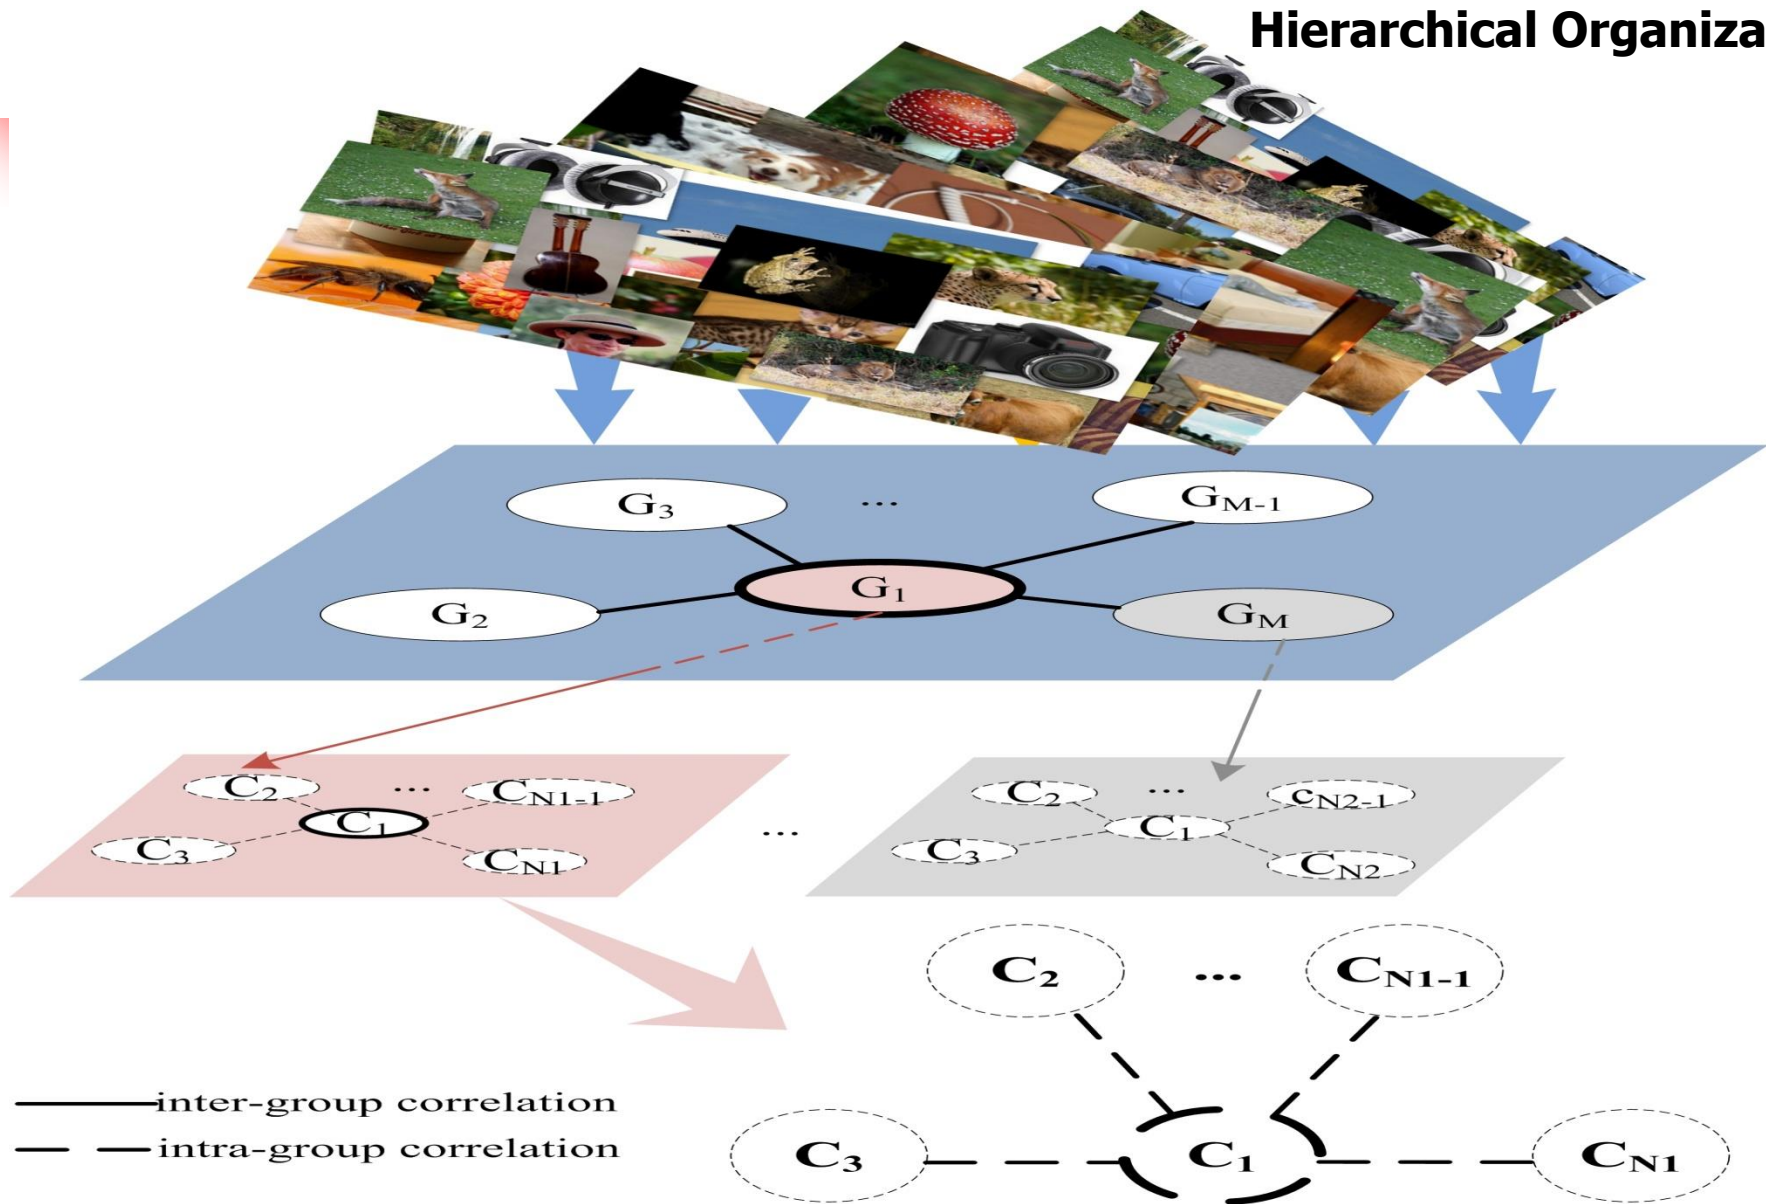 Hierarchical Organiza
G3 ... GM-1
G1
G2 GM
C2 ... CN1-1
C1
C3 CN1
...
C2 ... cN2-1
C1
C3 CN2
C2 ... CN1-1
inter-group correlation
intra-group correlation
C3 C1 CN1